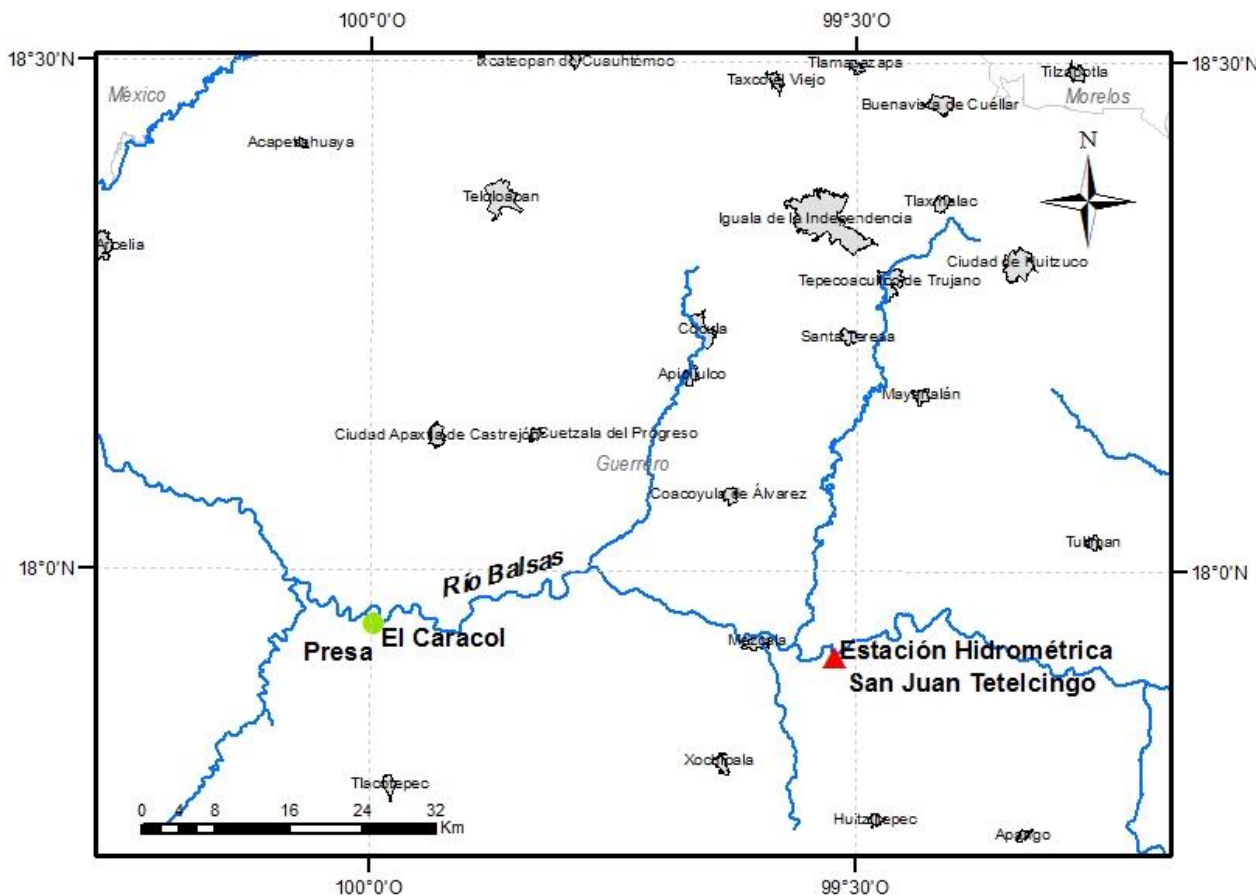 100°0'O 99°30'O
18°30'N
18°30'N
Ixcateopan de Cuauhtémoc
Tlamacazapa
Taxco el Viejo
Tilzapotla
México
Morelos
Buenavista de Cuéllar
Acapetlahuaya
N
Teloloapan
Tlaxmalac
Iguala de la Independencia
Arcelia
Ciudad de Huitzuco
Tepecoacuilco de Trujano
Cocula
Santa Teresa
Apipilulco
Mayanalán
Ciudad Apaxtla de Castrejón
Cuetzala del Progreso
Guerrero
Coacoyula de Álvarez
Tulimán
18°0'N
Río Balsas
18°0'N
El Caracol
Presa
Mezcala
Estación Hidrométrica
San Juan Tetelcingo
Xochipala
Tlacotepec
0 4 8 16 24 32
Km
Huitziltepec
Apango
100°0'O 99°30'O